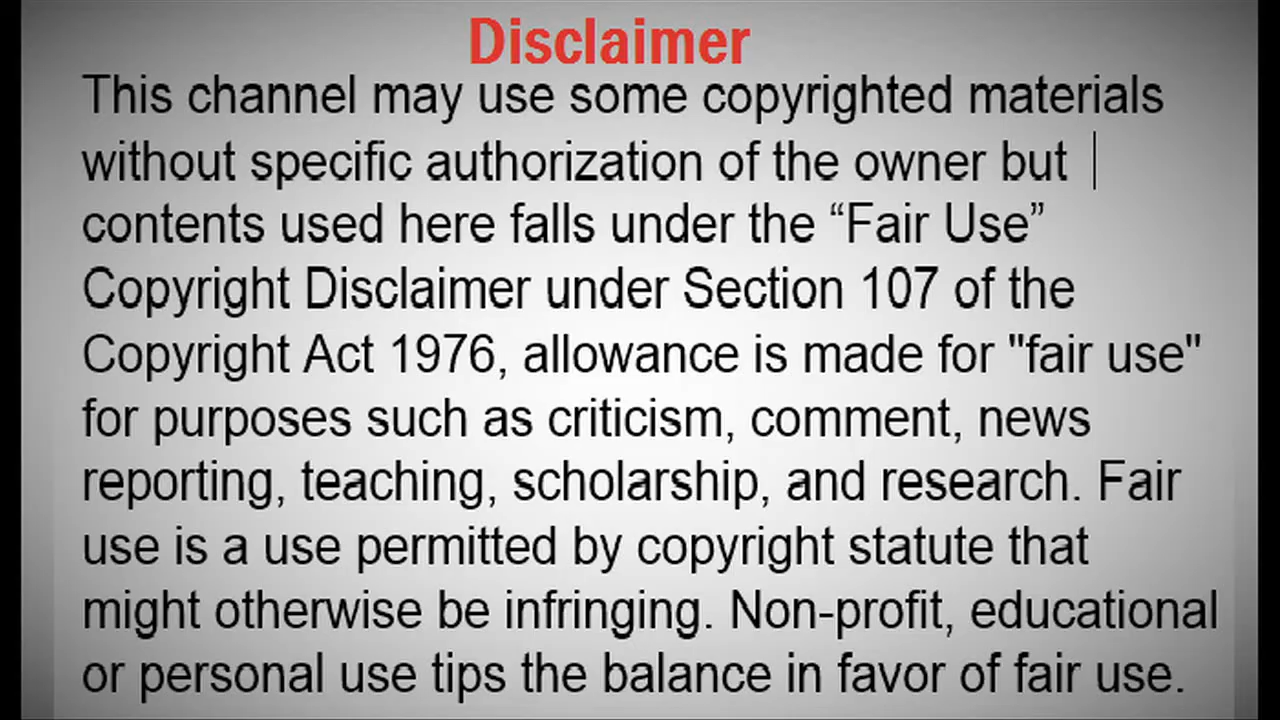 Disclaimer
This channel may use some copyrighted materials
without specific authorization of the owner but
contents used here falls under the “Fair Use”
Copyright Disclaimer under Section 107 of the
Copyright Act 1976, allowance is made for "fair use"
for purposes such as criticism, comment, news
reporting, teaching, scholarship, and research. Fair
use is a use permitted by copyright statute that
might otherwise be infringing. Non-profit, educational
or personal use tips the balance in favor of fair use.